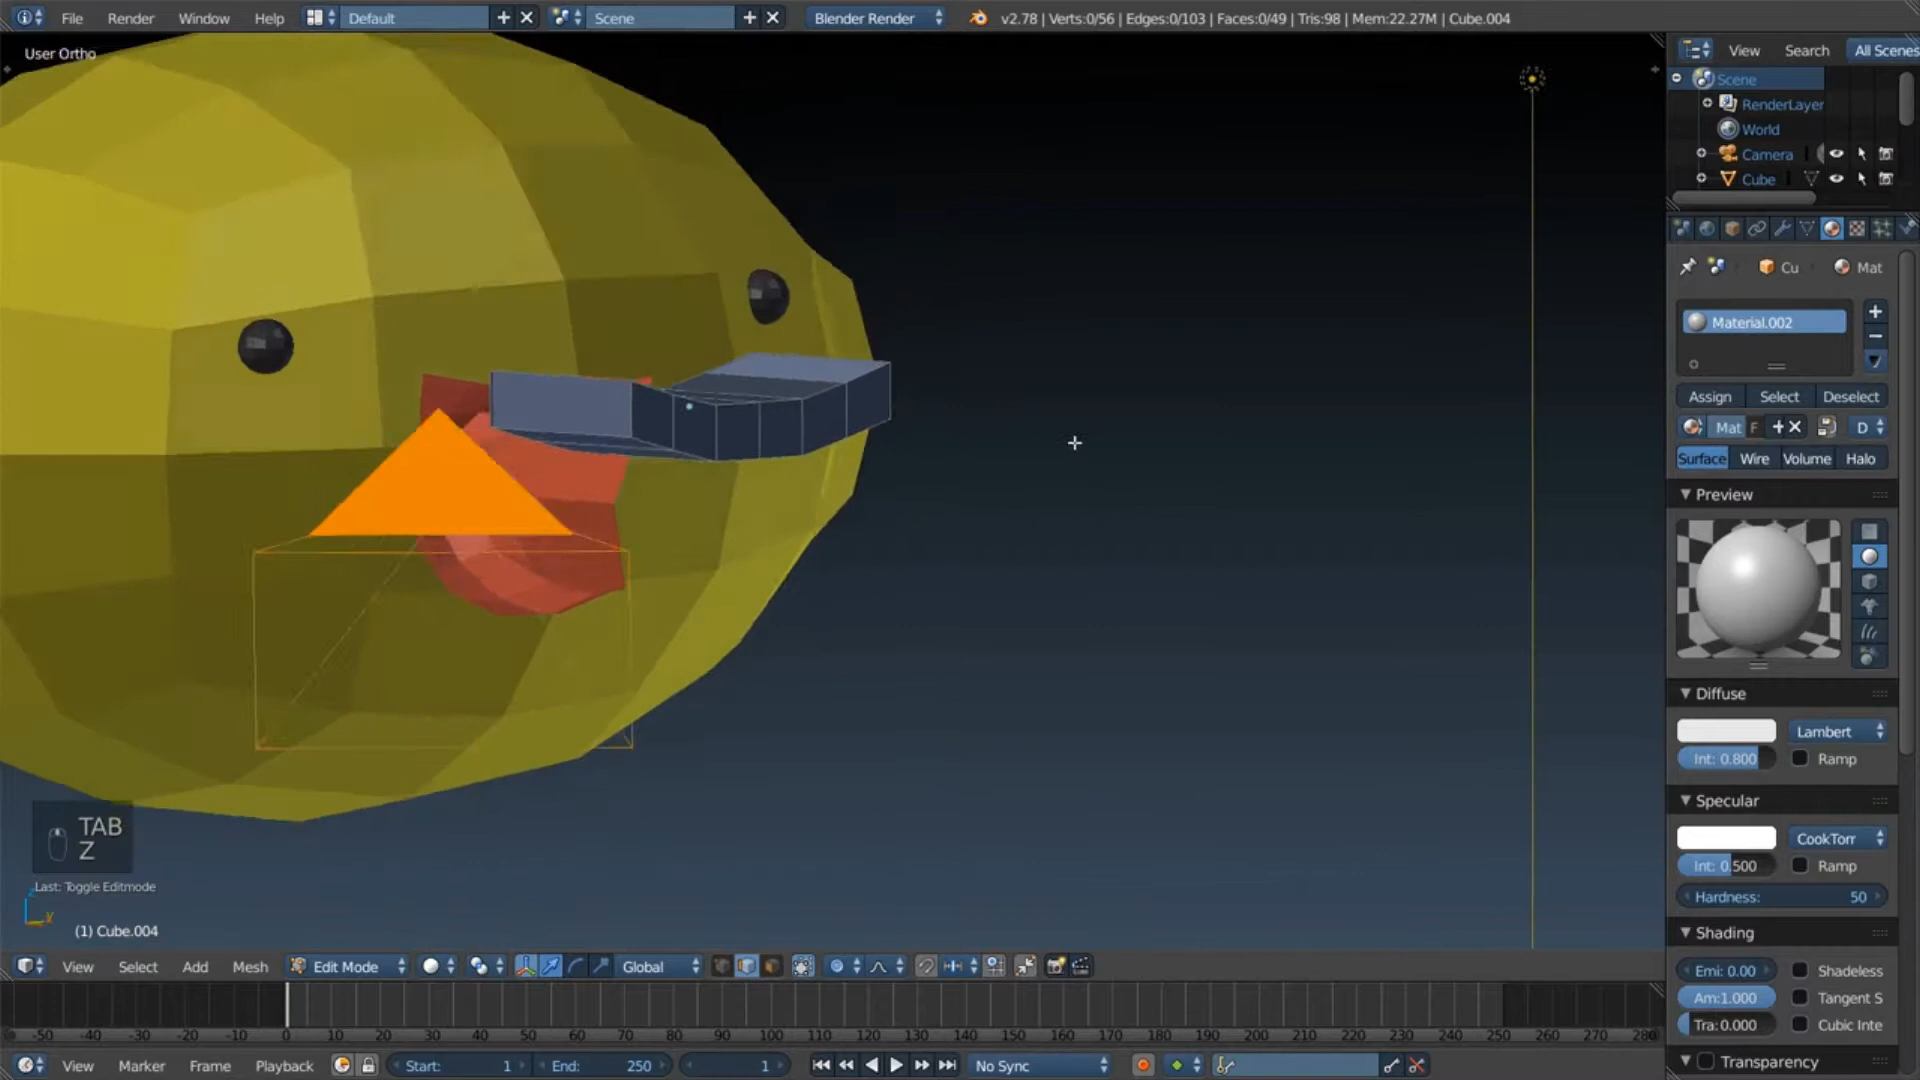 File Render Window Help Default Scene Blender Render v2.78 | Verts:0/56 | Edges:0/103 | Faces:0/49 | Tris:98 | Mem:22.27M | Cube.004
User Ortho
View Search All Scenes
Scene
RenderLayer
World
Camera
Cube
Cu Mat
Material.002
Assign Select Deselect
Mat F D
Surface Wire Volume Halo
Preview
Diffuse
Lambert
Int: 0.800 Ramp
Specular
CookTorr
Int: 0.500 Ramp
Hardness: 50
Shading
Emi: 0.00 Shadeless
Am:1.000 Tangent S
Tra:0.000 Cubic Inte
Transparency
TAB
Z
Last: Toggle Editmode
(1) Cube.004
View Select Add Mesh Edit Mode Global
-50 -40 -30 -20 -10 0 10 20 30 40 50 60 70 80 90 100 110 120 130 140 150 160 170 180 190 200 210 220 230 240 250 260 270 280
View Marker Frame Playback Start: 1 End: 250 1 No Sync